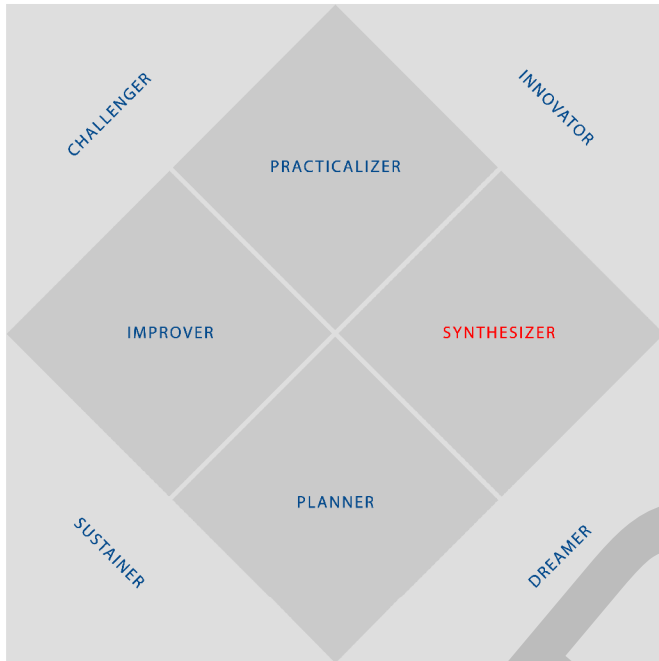 CHALLENGER
INNOVATOR
PRACTICALIZER
IMPROVER
SYNTHESIZER
PLANNER
SUSTAINER
DREAMER